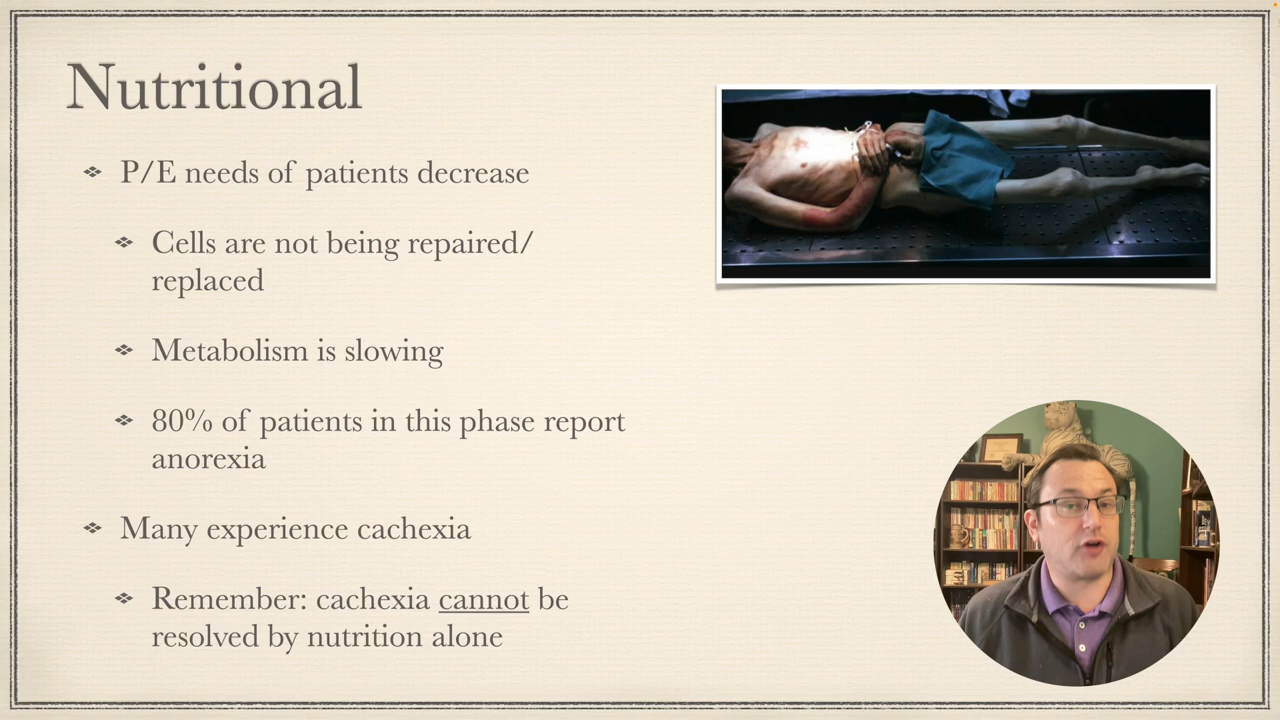 Nutritional
P/E needs of patients decrease
Cells are not being repaired/
replaced
Metabolism is slowing
80% of patients in this phase report
anorexia
Many experience cachexia
Remember: cachexia cannot be
resolved by nutrition alone